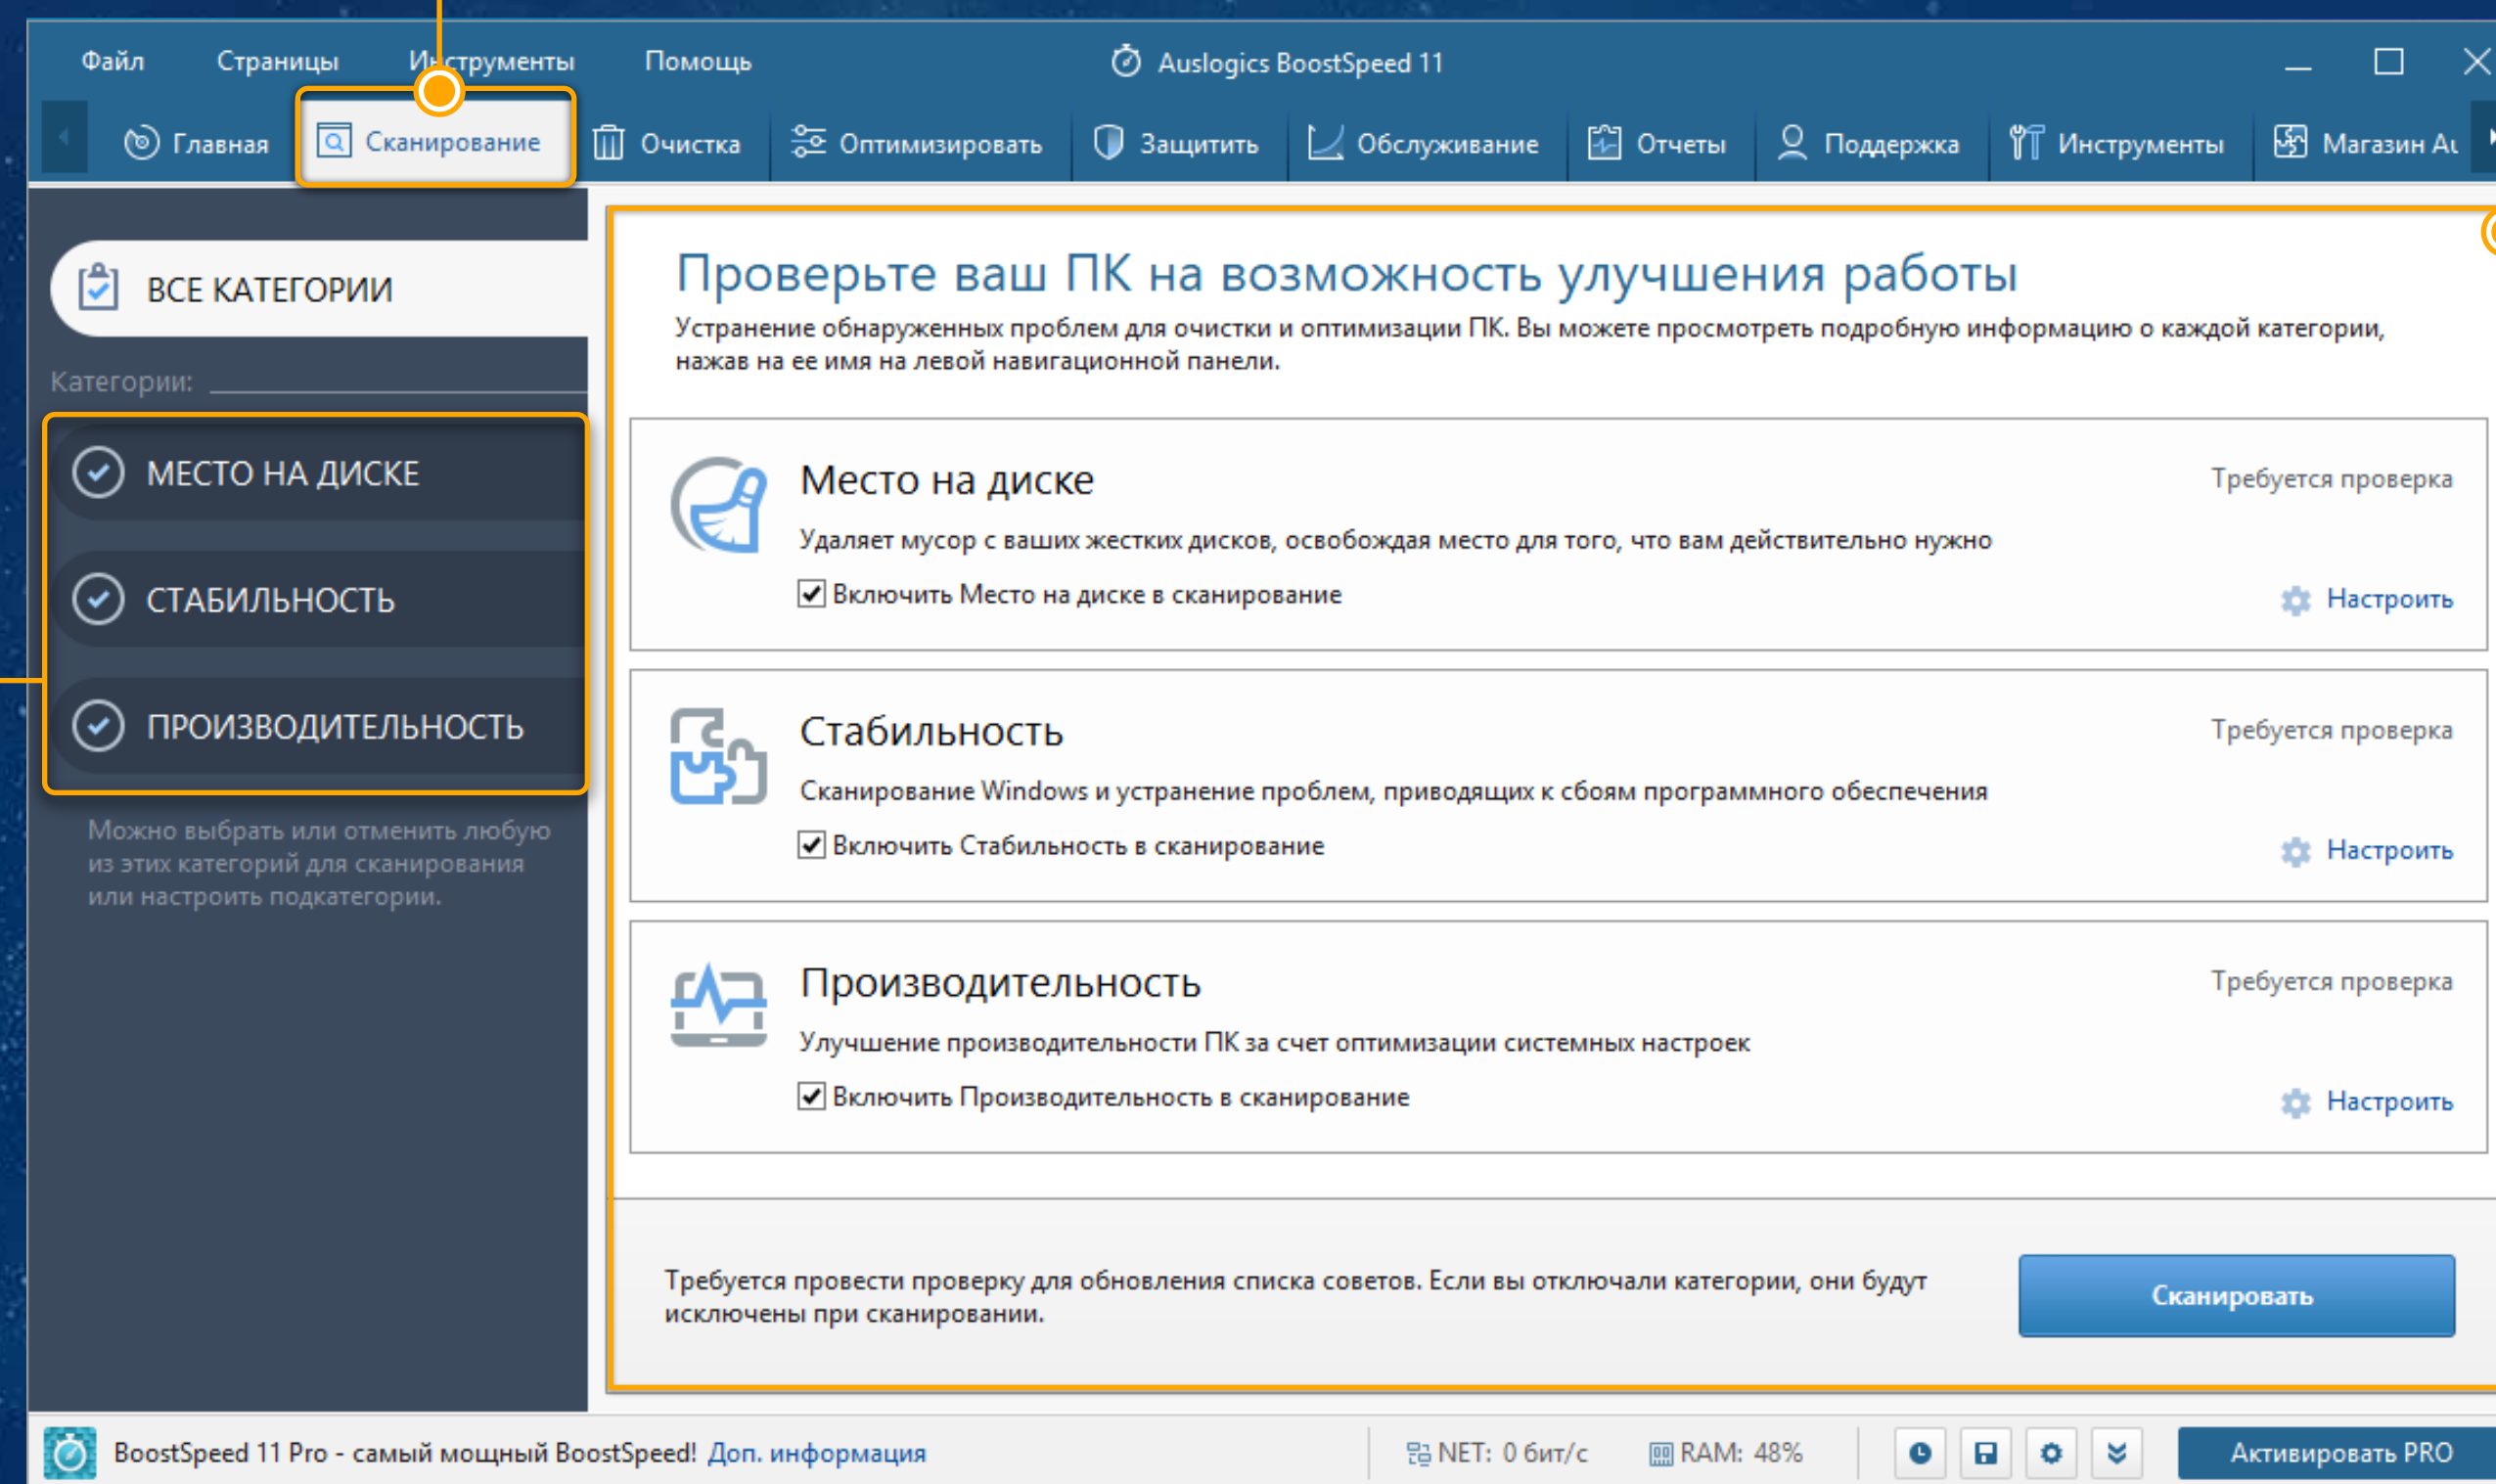 Файл Страницы Инструменты Помощь Auslogics BoostSpeed 11
Главная Сканирование Очистка Оптимизировать Защитить Обслуживание Отчеты Поддержка Инструменты Магазин Au
ВСЕ КАТЕГОРИИ
Категории:
МЕСТО НА ДИСКЕ
СТАБИЛЬНОСТЬ
ПРОИЗВОДИТЕЛЬНОСТЬ
Можно выбрать или отменить любую
из этих категорий для сканирования
или настроить подкатегории.
Проверьте ваш ПК на возможность улучшения работы
Устранение обнаруженных проблем для очистки и оптимизации ПК. Вы можете просмотреть подробную информацию о каждой категории,
нажав на ее имя на левой навигационной панели.
Место на диске Требуется проверка
Удаляет мусор с ваших жестких дисков, освобождая место для того, что вам действительно нужно
Включить Место на диске в сканирование Настроить
Стабильность Требуется проверка
Сканирование Windows и устранение проблем, приводящих к сбоям программного обеспечения
Включить Стабильность в сканирование Настроить
Производительность Требуется проверка
Улучшение производительности ПК за счет оптимизации системных настроек
Включить Производительность в сканирование Настроить
Требуется провести проверку для обновления списка советов. Если вы отключали категории, они будут
исключены при сканировании.
Сканировать
BoostSpeed 11 Pro - самый мощный BoostSpeed! Доп. информация NET: 0 бит/с RAM: 48% Активировать PRO